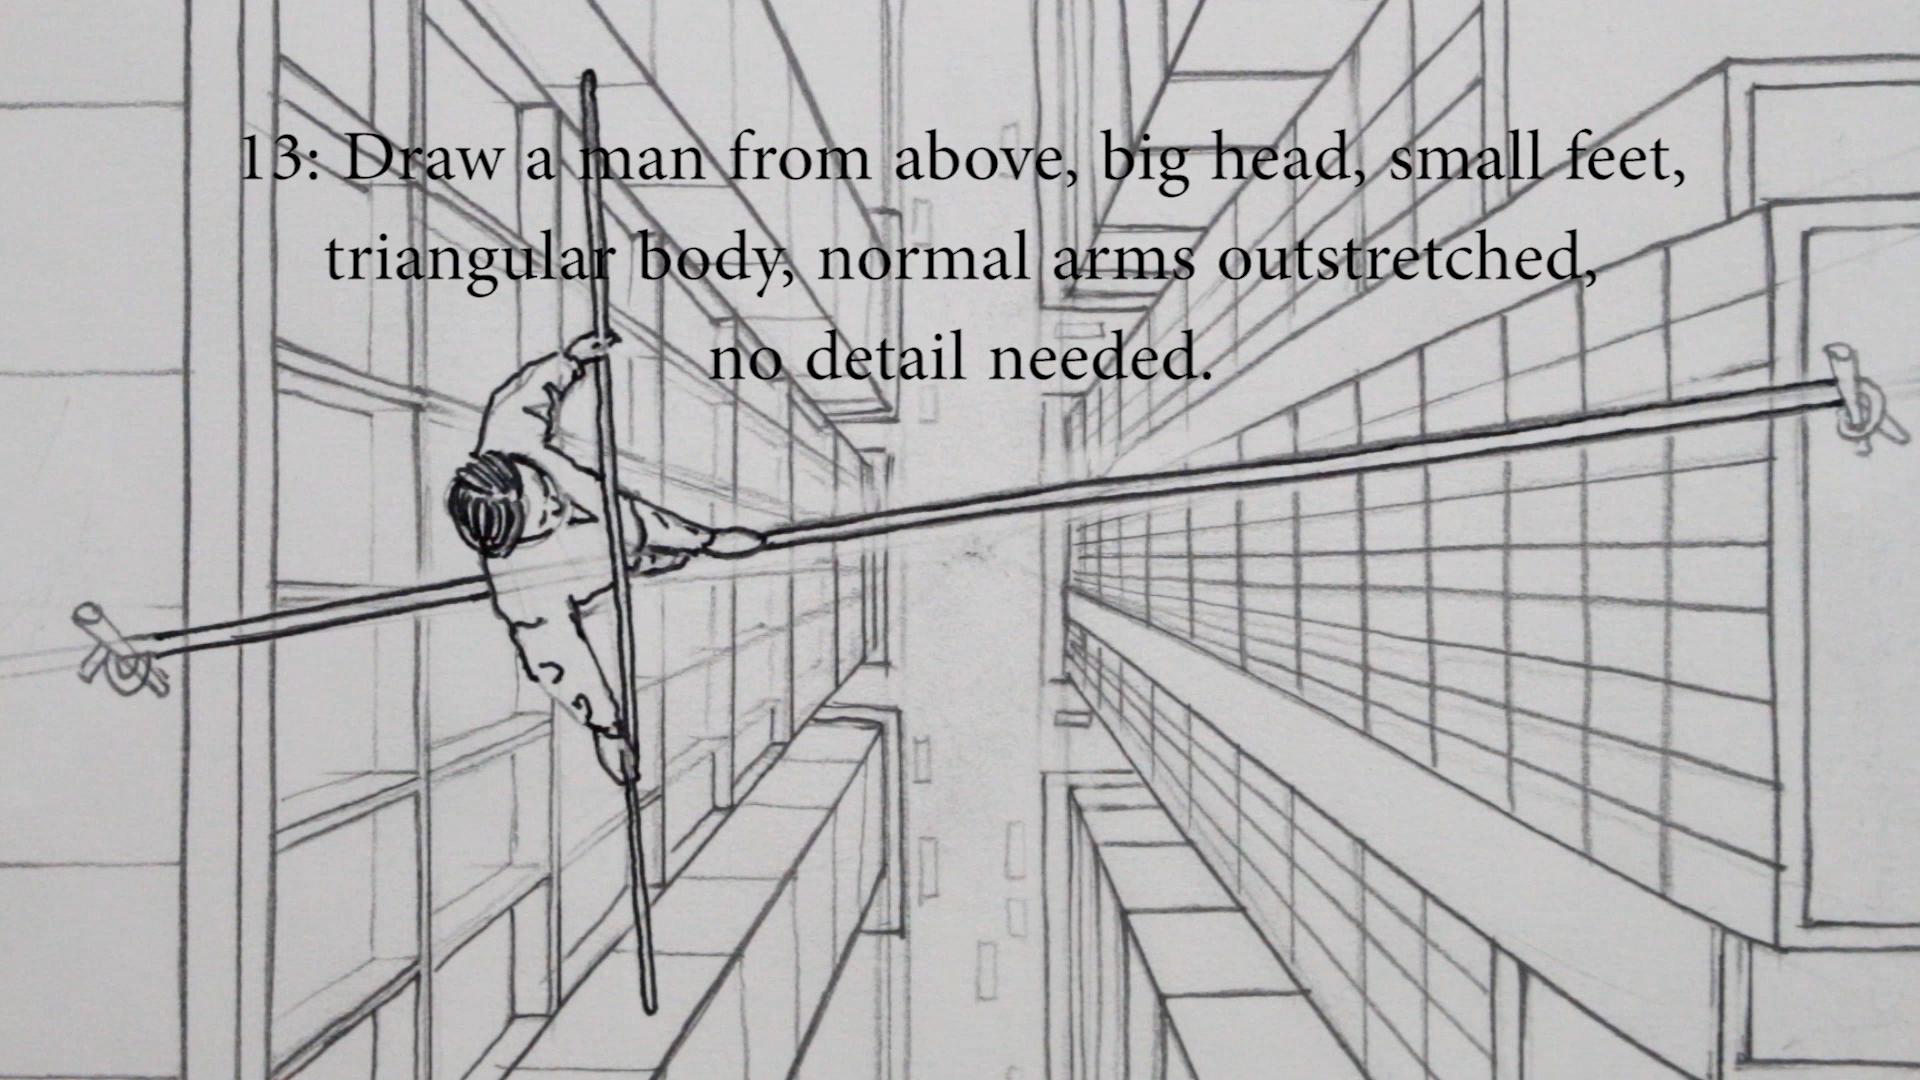 13: Draw a man from above, big head, small feet,
triangular body, normal arms outstretched,
no detail needed.